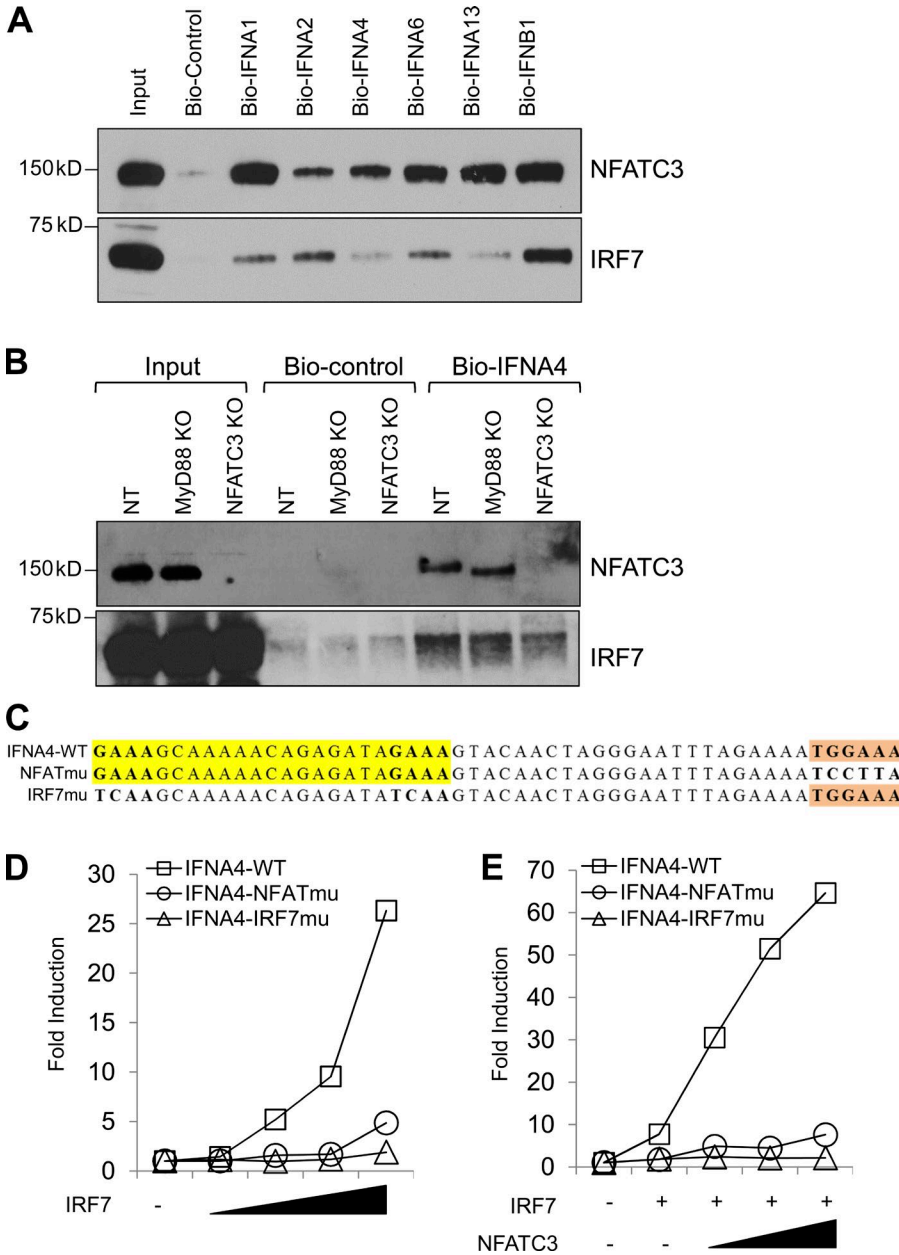 A
Input
Bio-Control
Bio-IFNA1
Bio-IFNA2
Bio-IFNA4
Bio-IFNA6
Bio-IFNA13
Bio-IFNB1
150kD
NFATC3
75kD
IRF7
B
Input
Bio-control
Bio-IFNA4
NT
MyD88 KO
NFATC3 KO
NT
MyD88 KO
NFATC3 KO
NT
MyD88 KO
NFATC3 KO
150kD
NFATC3
75kD
IRF7
C
IFNA4-WT GAAAGCAAAAACAGAGATAGAAAGTACAACTAGGGAATTTAGAAAATGGAAA
NFATmu GAAAGCAAAAACAGAGATAGAAAGTACAACTAGGGAATTTAGAAAATCCTTA
IRF7mu TCAAGCAAAAACAGAGATATCAAGTACAACTAGGGAATTTAGAAAATGGAAA
D
IFNA4-WT
IFNA4-NFATmu
IFNA4-IRF7mu
Fold Induction
30
25
20
15
10
5
0
IRF7 -
E
IFNA4-WT
IFNA4-NFATmu
IFNA4-IRF7mu
Fold Induction
70
60
50
40
30
20
10
0
IRF7 - + + + +
NFATC3 - -